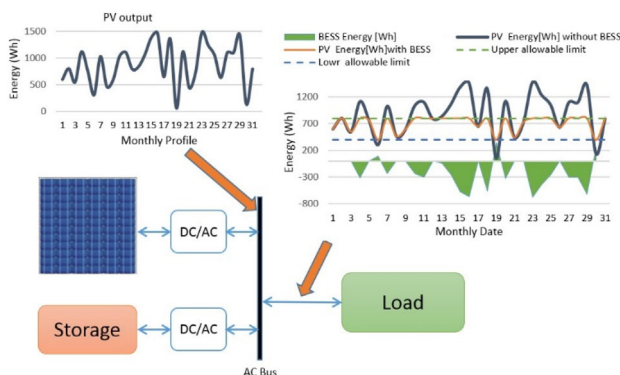 PV output
Energy (Wh)
1500
1000
500
0
1 3 5 7 9 11 13 15 17 19 21 23 25 27 29 31
Monthly Profile
BESS Energy [Wh]
PV Energy[Wh] without BESS
PV Energy[Wh]with BESS
Upper allowable limit
Lowr allowable limit
Energy (Wh)
1200
700
200
-300
-800
1 3 5 7 9 11 13 15 17 19 21 23 25 27 29 31
Monthly Date
DC/AC
Load
Storage
DC/AC
AC Bus